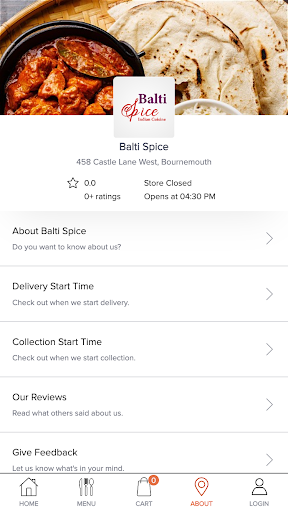 Balti
Spice
Indian Cuisine
Balti Spice
458 Castle Lane West, Bournemouth
0.0 Store Closed
0+ ratings Opens at 04:30 PM
About Balti Spice
Do you want to know about us?
Delivery Start Time
Check out when we start delivery.
Collection Start Time
Check out when we start collection.
Our Reviews
Read what others said about us.
Give Feedback
Let us know what's in your mind.
0
HOME MENU CART ABOUT LOGIN